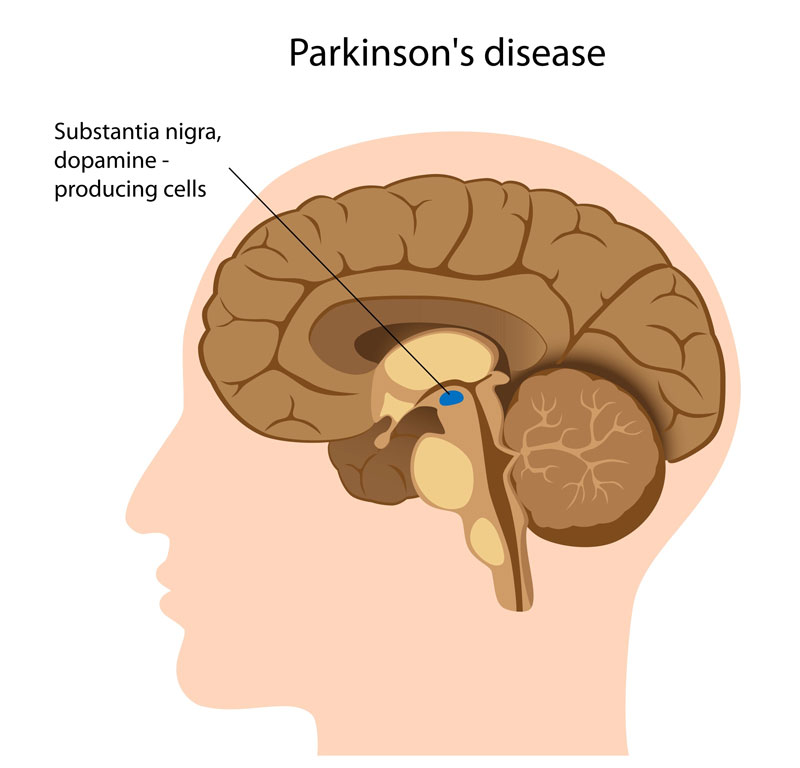 Parkinson's disease
Substantia nigra,
dopamine -
producing cells